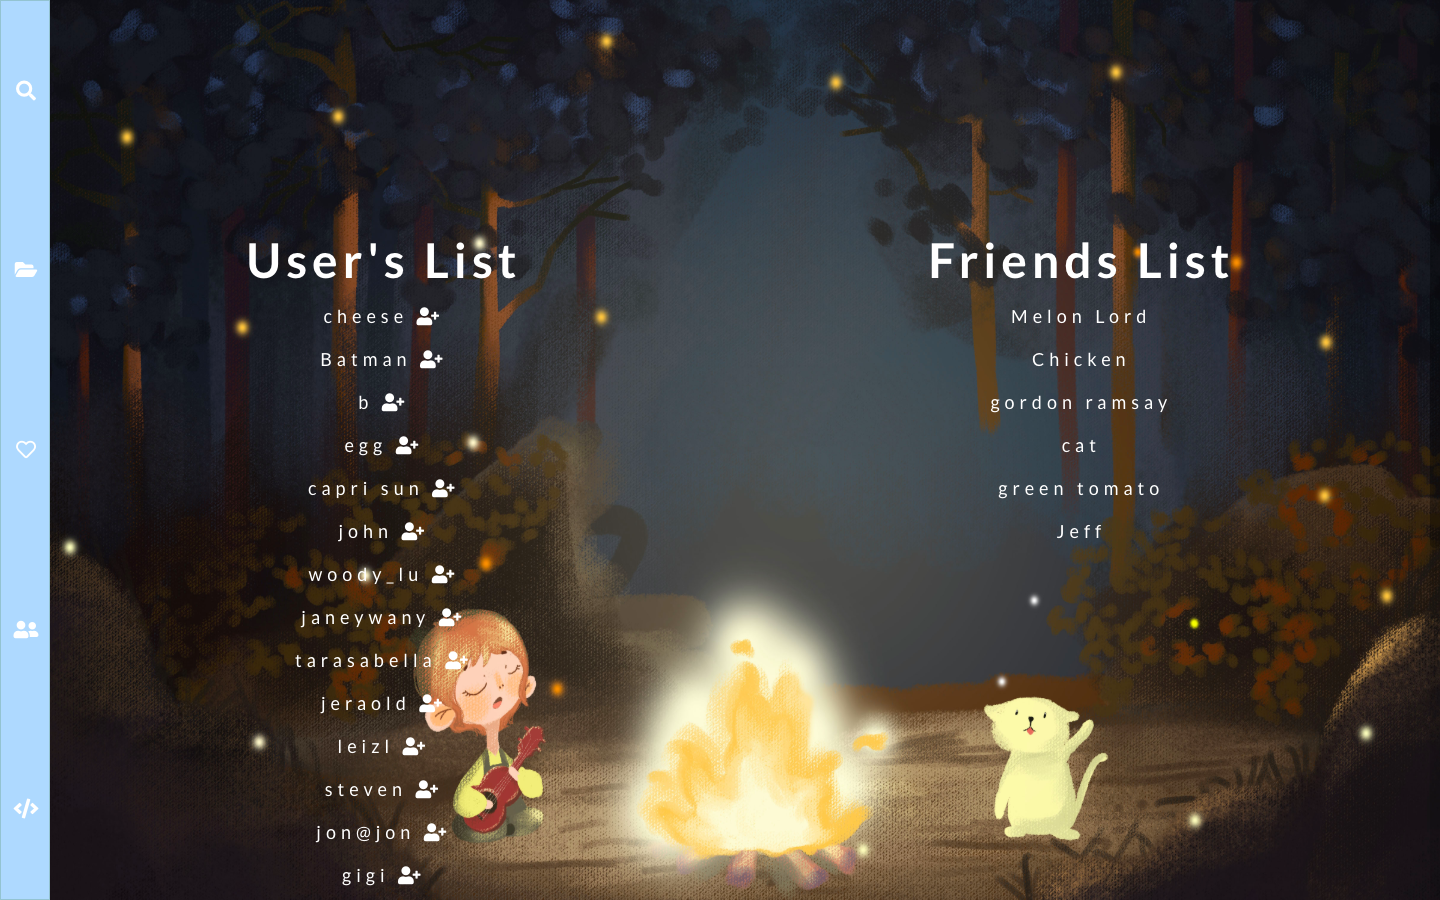 User's List
cheese
Batman
b
egg
capri sun
john
woody_lu
janeywany
tarasabella
jeraold
leizl
steven
jon@jon
gigi
Friends List
Melon Lord
Chicken
gordon ramsay
cat
green tomato
Jeff